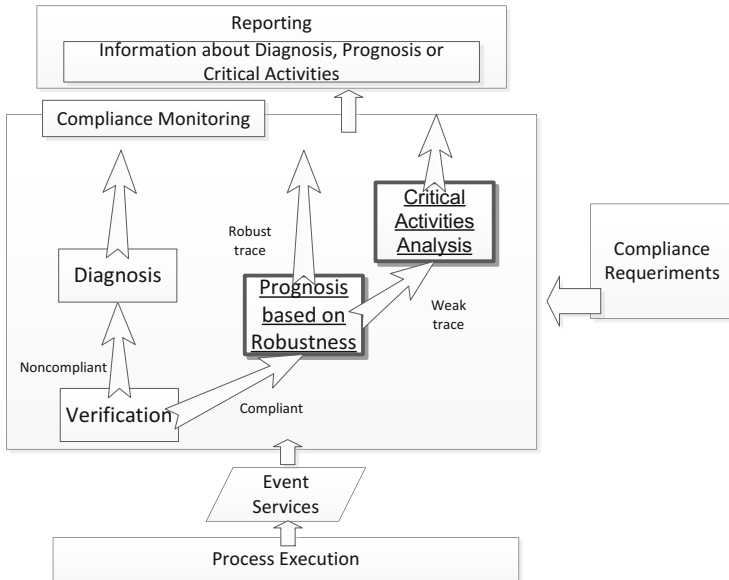 Reporting
Information about Diagnosis, Prognosis or
Critical Activities
Compliance Monitoring
Critical
Activities
Analysis
Robust
trace
Diagnosis
Prognosis
based on
Robustness
Weak
trace
Compliance
Requeriments
Noncompliant
Verification
Compliant
Event
Services
Process Execution